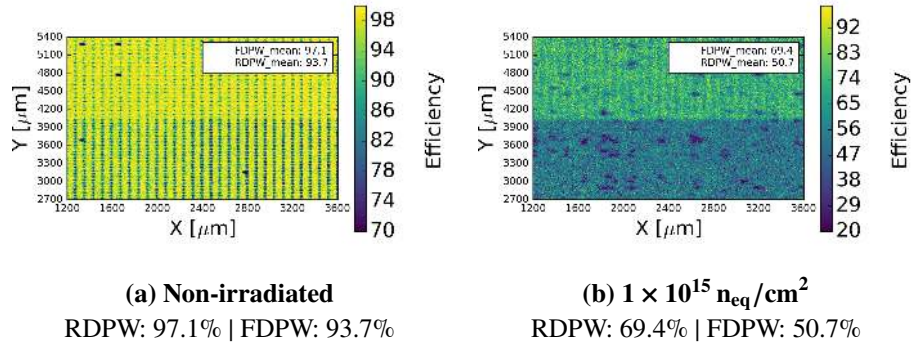 FDPW_mean: 97.1
RDPW_mean: 93.7
5400
5100
4800
4500
4200
3900
3600
3300
3000
2700
Y [μm]
1200 1600 2000 2400 2800 3200 3600
X [μm]
98
94
90
86
82
78
74
70
Efficiency
FDPW_mean: 69.4
RDPW_mean: 50.7
5400
5100
4800
4500
4200
3900
3600
3300
3000
2700
Y [μm]
1200 1600 2000 2400 2800 3200 3600
X [μm]
92
83
74
65
56
47
38
29
20
Efficiency
(a) Non-irradiated
RDPW: 97.1% | FDPW: 93.7%
(b) 1 × 10¹⁵ n_eq/cm²
RDPW: 69.4% | FDPW: 50.7%